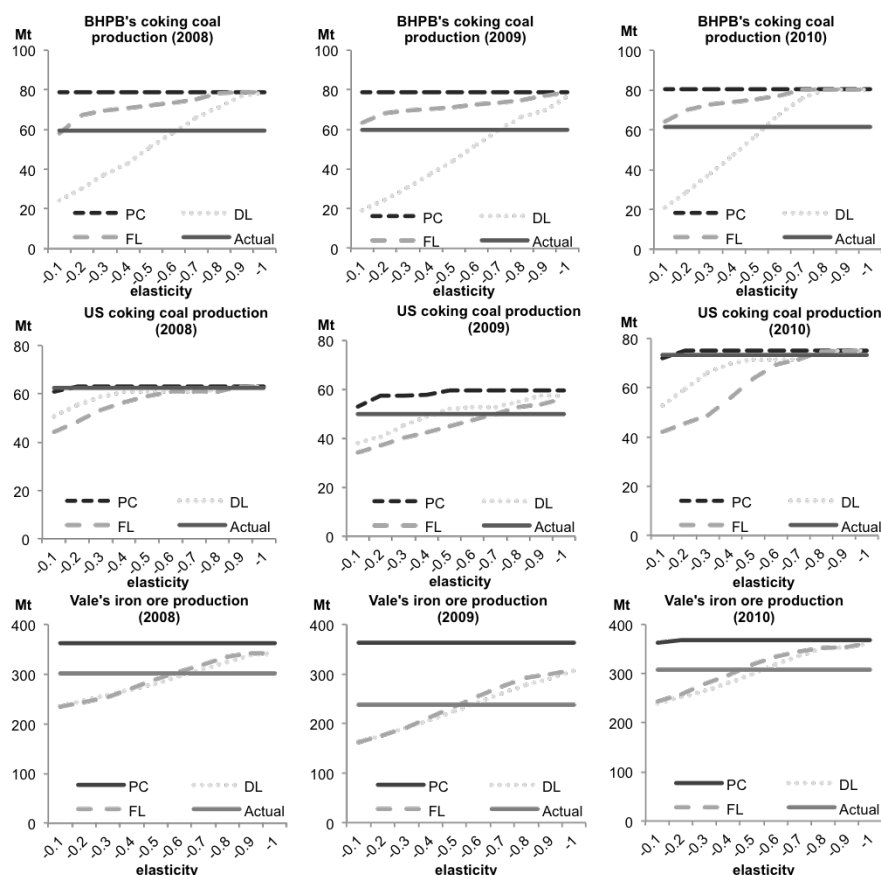 BHPB's coking coal
production (2008)
Mt
100
80
60
40
20
0
PC
DL
FL
Actual
-0.1
-0.2
-0.3
-0.4
-0.5
-0.6
-0.7
-0.8
-0.9
-1
elasticity
BHPB's coking coal
production (2009)
Mt
100
80
60
40
20
0
PC
DL
FL
Actual
-0.1
-0.2
-0.3
-0.4
-0.5
-0.6
-0.7
-0.8
-0.9
-1
elasticity
BHPB's coking coal
production (2010)
Mt
100
80
60
40
20
0
PC
DL
FL
Actual
-0.1
-0.2
-0.3
-0.4
-0.5
-0.6
-0.7
-0.8
-0.9
-1
elasticity
US coking coal production
(2008)
Mt
80
60
40
20
0
PC
DL
FL
Actual
-0.1
-0.2
-0.3
-0.4
-0.5
-0.6
-0.7
-0.8
-0.9
-1
elasticity
US coking coal production
(2009)
Mt
80
60
40
20
0
PC
DL
FL
Actual
-0.1
-0.2
-0.3
-0.4
-0.5
-0.6
-0.7
-0.8
-0.9
-1
elasticity
US coking coal production
(2010)
Mt
80
60
40
20
0
PC
DL
FL
Actual
-0.1
-0.2
-0.3
-0.4
-0.5
-0.6
-0.7
-0.8
-0.9
-1
elasticity
Vale's iron ore production
(2008)
Mt
400
300
200
100
0
PC
DL
FL
Actual
-0.1
-0.2
-0.3
-0.4
-0.5
-0.6
-0.7
-0.8
-0.9
-1
elasticity
Vale's iron ore production
(2009)
Mt
400
300
200
100
0
PC
DL
FL
Actual
-0.1
-0.2
-0.3
-0.4
-0.5
-0.6
-0.7
-0.8
-0.9
-1
elasticity
Vale's iron ore production
(2010)
Mt
400
300
200
100
0
PC
DL
FL
Actual
-0.1
-0.2
-0.3
-0.4
-0.5
-0.6
-0.7
-0.8
-0.9
-1
elasticity